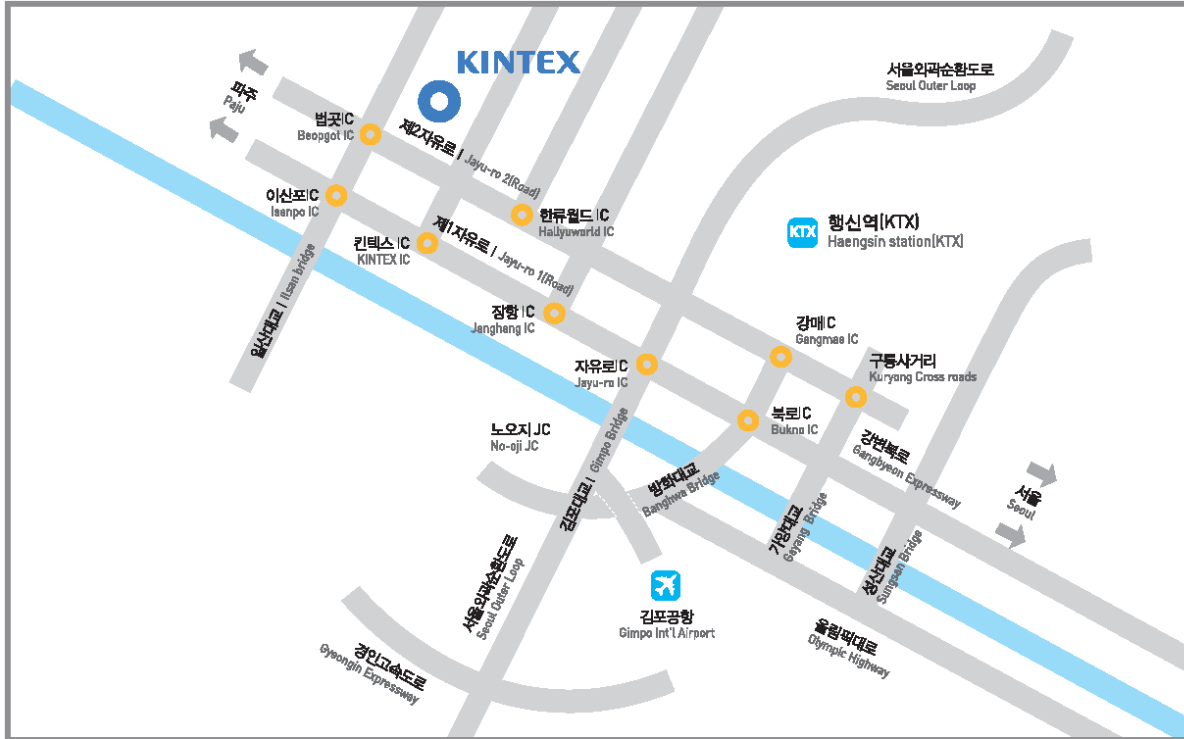 KINTEX
서울외곽순환도로
Seoul Outer Loop
파주
Paju
법곳IC
Beopgot IC
제2자유로 | Jayu-ro 2(Road)
이산포IC
Isanpo IC
한류월드 IC
Hallyuworld IC
KTX
행신역(KTX)
Haengsin station(KTX)
킨텍스 IC
KINTEX IC
제1자유로 | Jayu-ro 1(Road)
일산대교 | Ilsan bridge
장항 IC
Janghang IC
강매IC
Gangmae IC
자유로IC
Jayu-ro IC
구룡사거리
Kuryong Cross roads
북로IC
Bukno IC
노오지 JC
No-oji JC
김포대교 | Gimpo Bridge
방화대교
Banghwa Bridge
강변북로
Gangbyeon Expressway
서울
Seoul
가양대교
Gayang Bridge
성산대교
Sungsan Bridge
서울외곽순환도로
Seoul Outer Loop
김포공항
Gimpo Int'l Airport
경인고속도로
Gyeongin Expressway
올림픽대로
Olympic Highway